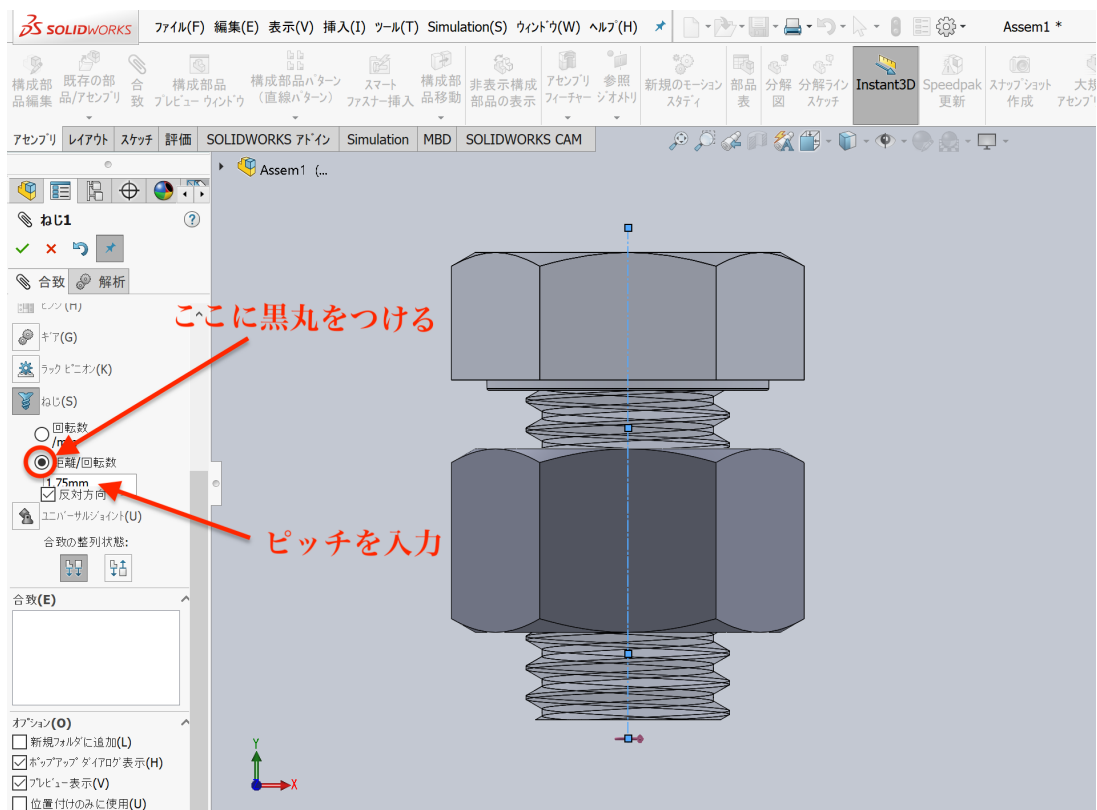 SOLIDWORKS ファイル(F) 編集(E) 表示(V) 挿入(I) ツール(T) Simulation(S) ウィンドウ(W) ヘルプ(H) Assem1 *
構成部品編集
既存の部品/アセンブリ
合致
構成部品 プレビュー ウィンドウ
構成部品パターン (直線パターン)
スマート ファスナー挿入
構成部品移動
非表示構成部品の表示
アセンブリ フィーチャー
参照 ジオメトリ
新規のモーション スタディ
部品表
分解図
分解ライン スケッチ
Instant3D
Speedpak 更新
スナップショット 作成
大規
アセンブリ レイアウト スケッチ 評価 SOLIDWORKS アドイン Simulation MBD SOLIDWORKS CAM
Assem1 (...
ねじ1
合致 解析
ヒンジ(H)
ここに黒丸をつける
ギア(G)
ラック ピニオン(K)
ねじ(S)
回転数
距離/回転数
1.75mm
反対方向
ユニバーサルジョイント(U)
ピッチを入力
合致の整列状態:
合致(E)
オプション(O)
新規フォルダに追加(L)
ポップアップ ダイアログ表示(H)
プレビュー表示(V)
位置付けのみに使用(U)
Y
X